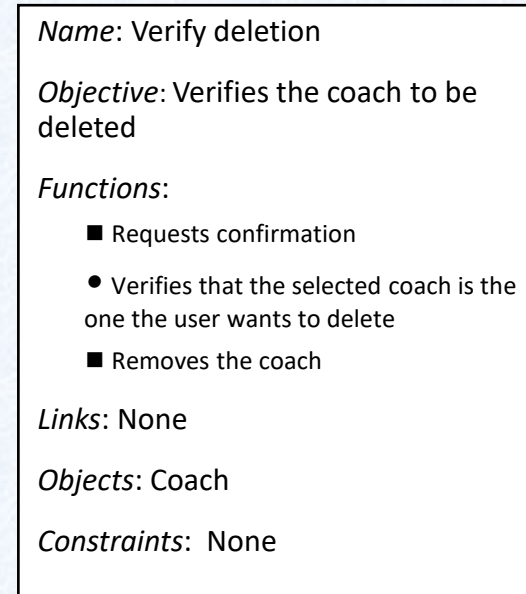 Name: Verify deletion
Objective: Verifies the coach to be
deleted
Functions:
■ Requests confirmation
● Verifies that the selected coach is the
one the user wants to delete
■ Removes the coach
Links: None
Objects: Coach
Constraints: None